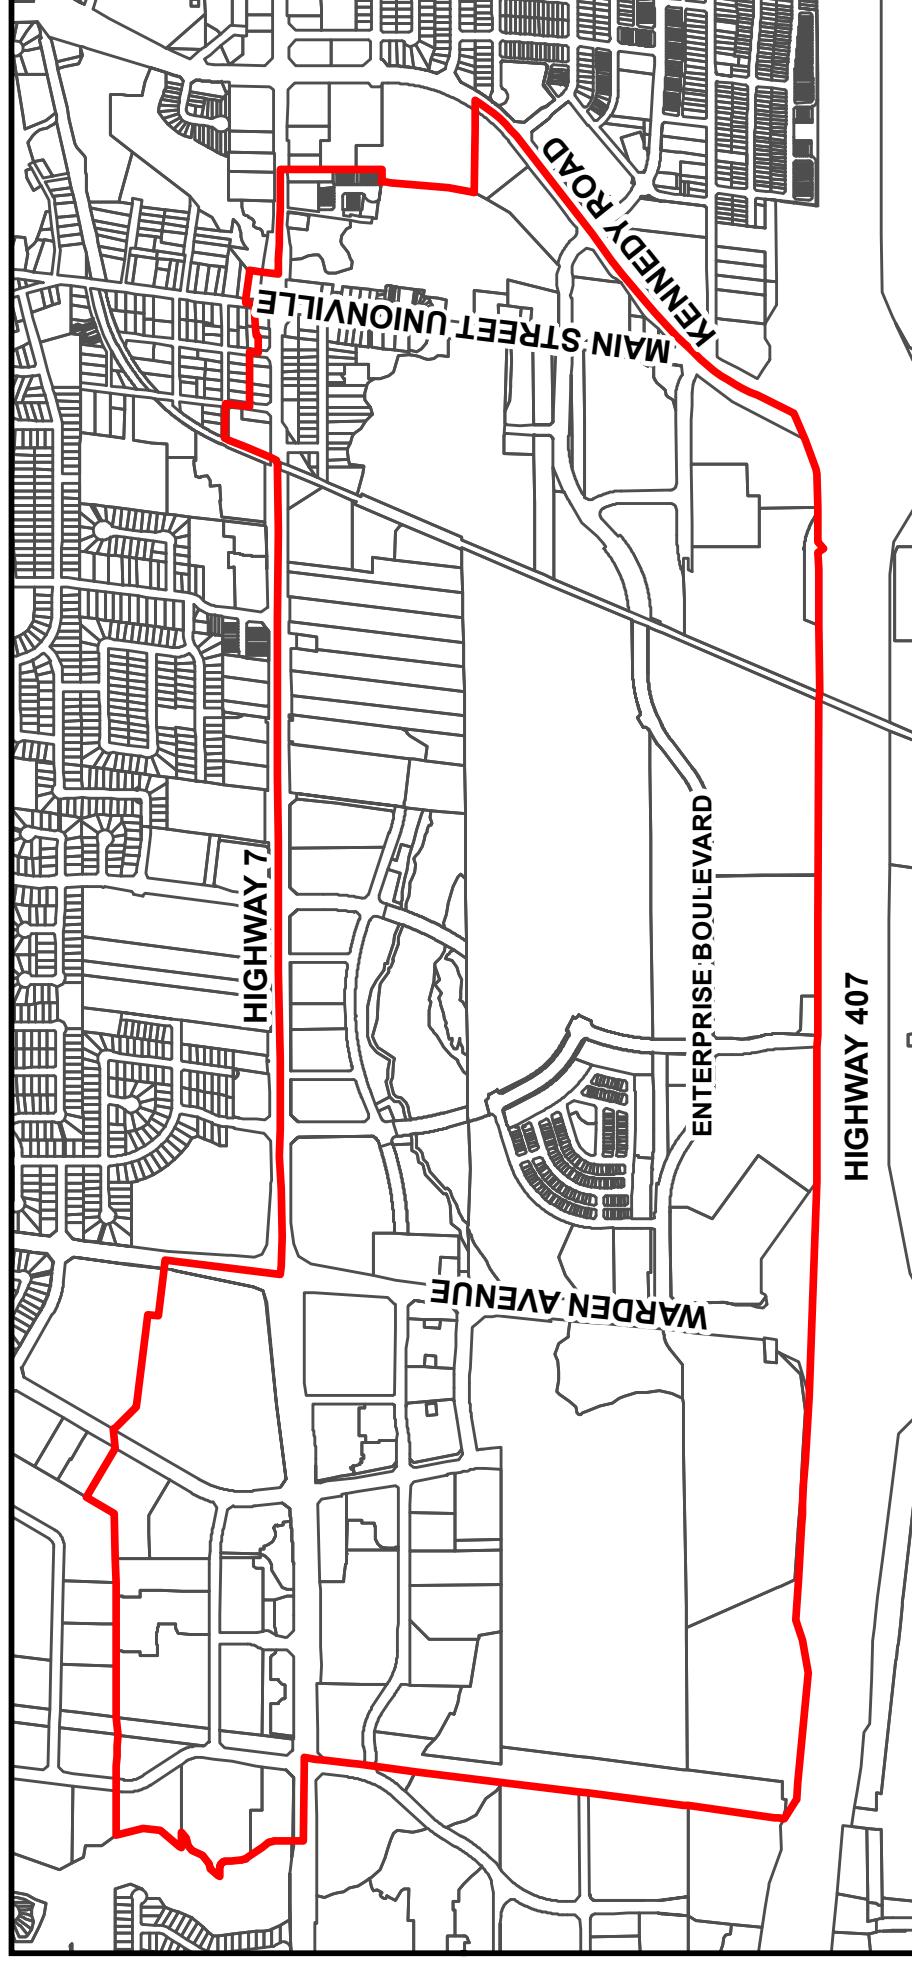 KENNEDY ROAD
MAIN STREET UNIONVILLE
HIGHWAY 7
ENTERPRISE BOULEVARD
HIGHWAY 407
WARDEN AVENUE